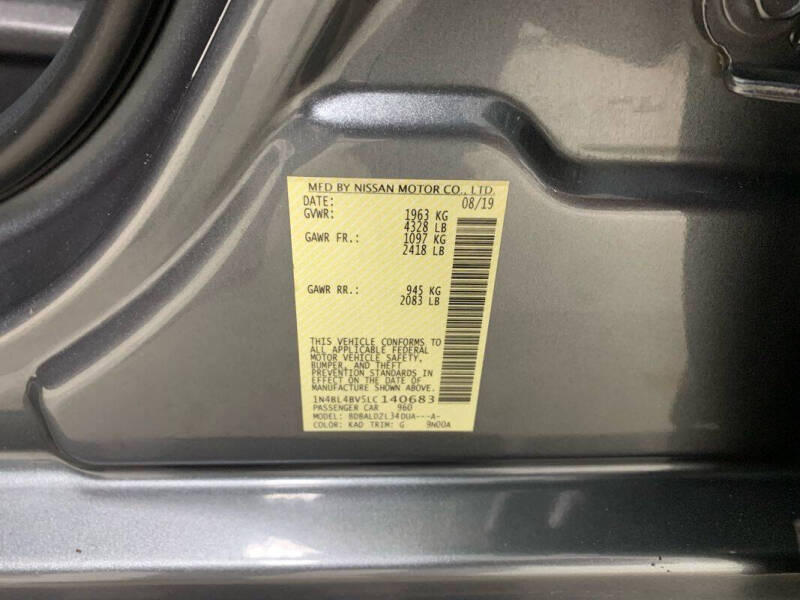 MFD BY NISSAN MOTOR CO., LTD.
DATE: 08/19
GVWR: 1963 KG
4328 LB
GAWR FR.: 1097 KG
2418 LB
GAWR RR.: 945 KG
2083 LB
THIS VEHICLE CONFORMS TO
ALL APPLICABLE FEDERAL
MOTOR VEHICLE SAFETY,
BUMPER, AND THEFT
PREVENTION STANDARDS IN
EFFECT ON THE DATE OF
MANUFACTURE SHOWN ABOVE.
1N4BL4BV5LC140683
PASSENGER CAR 960
MODEL: BDBALDZL34DUA---A-
COLOR: KAD TRIM: G 9N00A